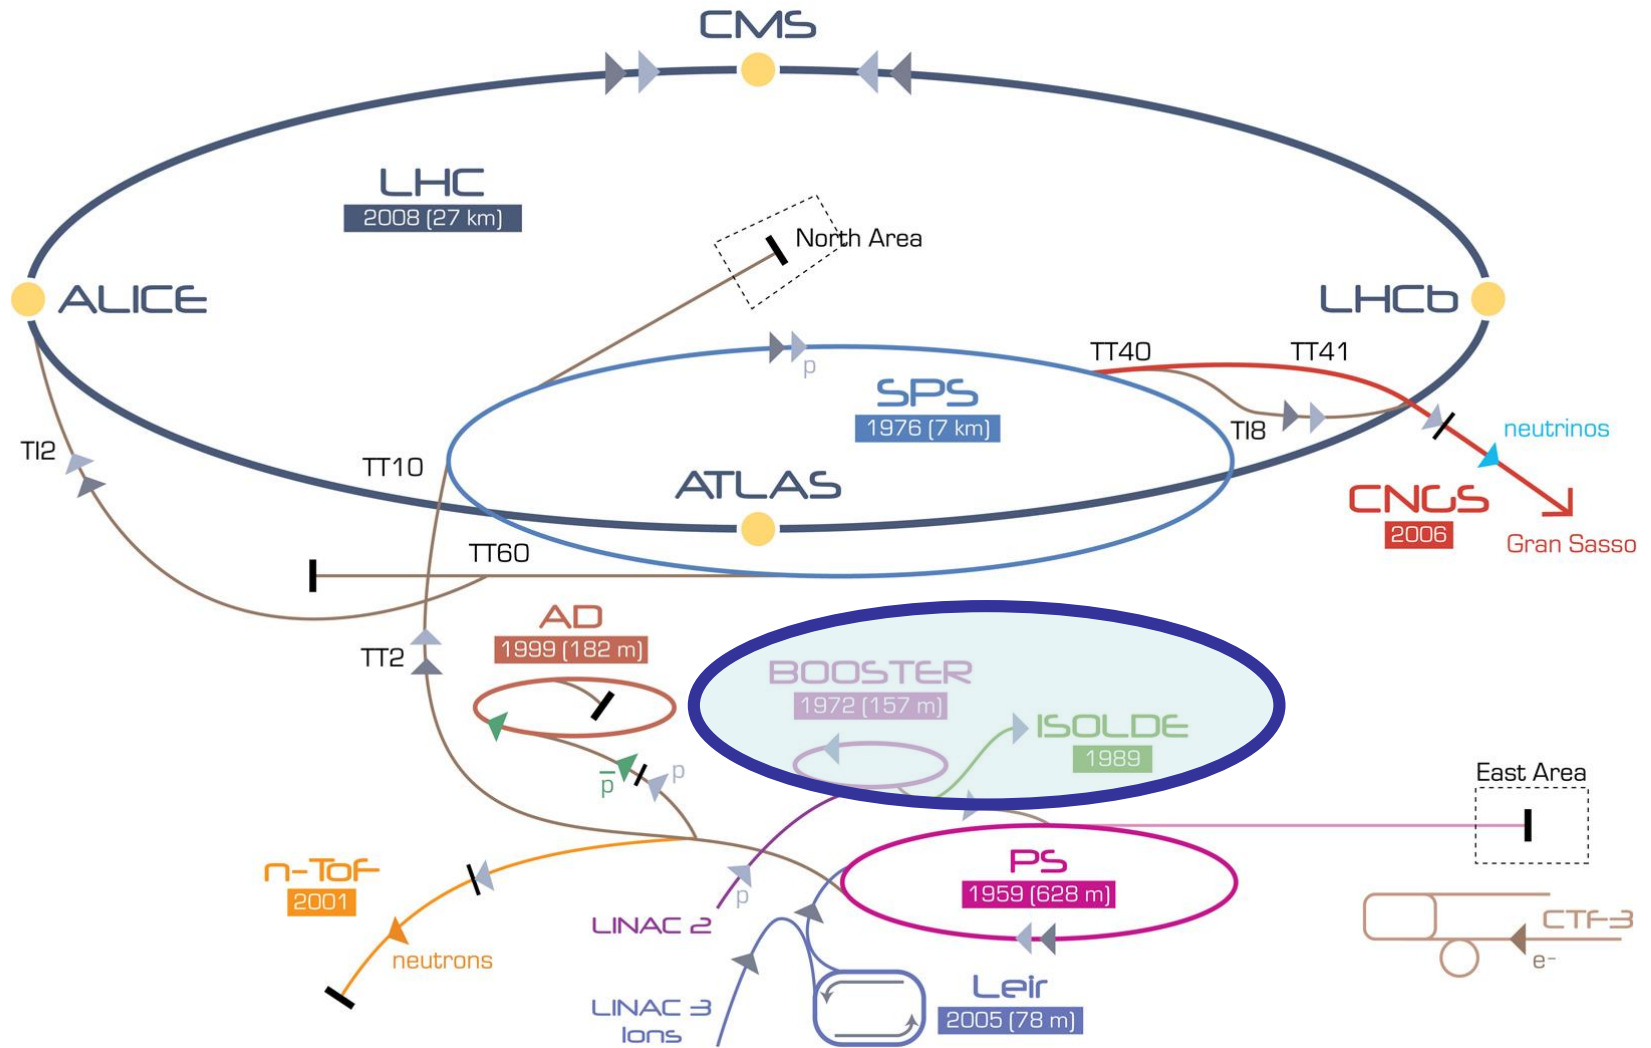 CMS
LHC
2008 (27 km)
North Area
ALICE
LHCb
TT40
TT41
p
SPS
1976 (7 km)
TI8
neutrinos
TI2
TT10
ATLAS
CNGS
2006
Gran Sasso
TT60
AD
1999 (182 m)
TT2
BOOSTER
1972 (157 m)
ISOLDE
1989
p̅
p
East Area
n-ToF
2001
neutrons
LINAC 2
p
PS
1959 (628 m)
CTF-3
e-
LINAC 3
Ions
Leir
2005 (78 m)